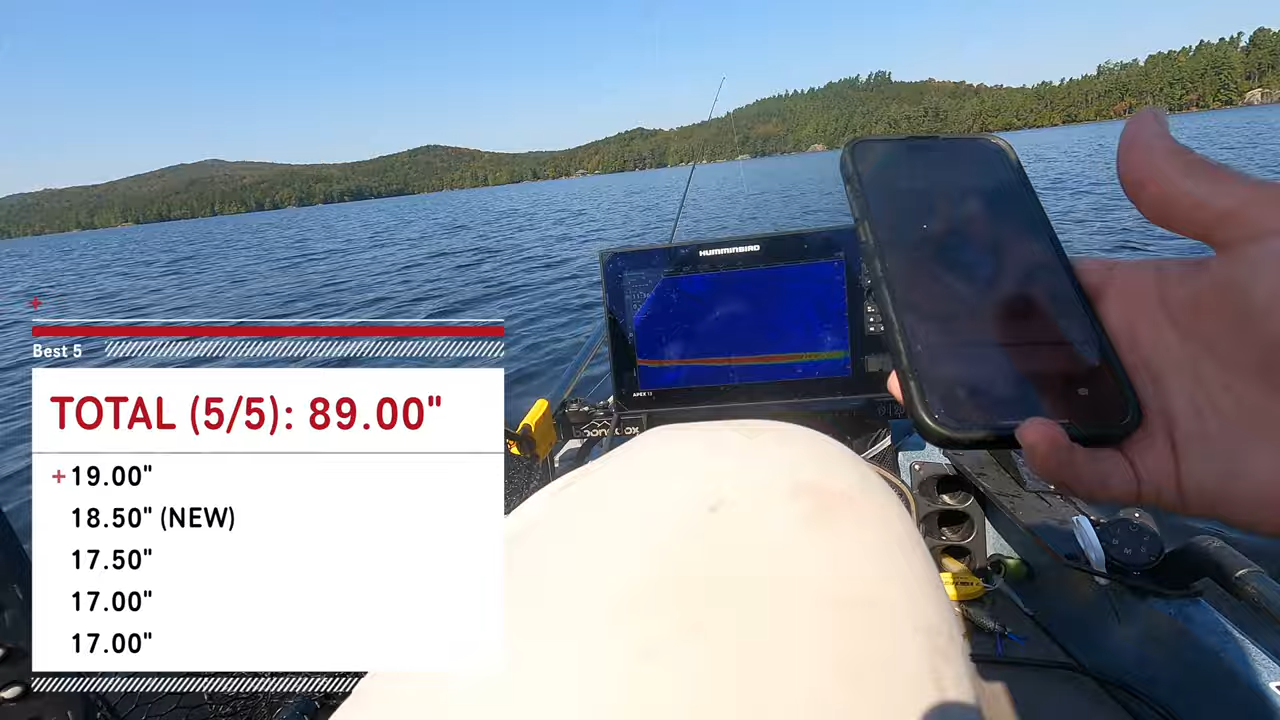 HUMMINBIRD
APEX 13
Best 5
TOTAL (5/5): 89.00"
+19.00"
18.50" (NEW)
17.50"
17.00"
17.00"